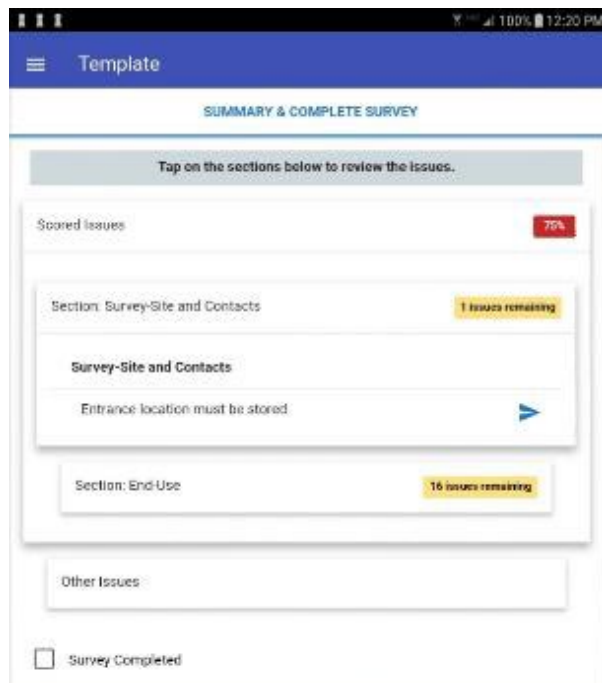 100% 12:20 PM
Template
SUMMARY & COMPLETE SURVEY
Tap on the sections below to review the issues.
Scored Issues
75%
Section: Survey-Site and Contacts
1 issues remaining
Survey-Site and Contacts
Entrance location must be stored
Section: End-Use
16 issues remaining
Other Issues
Survey Completed